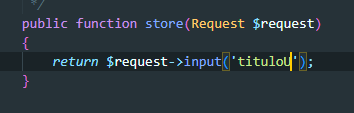 */
public function store(Request $request)
{
return $request->input('tituloU');
}